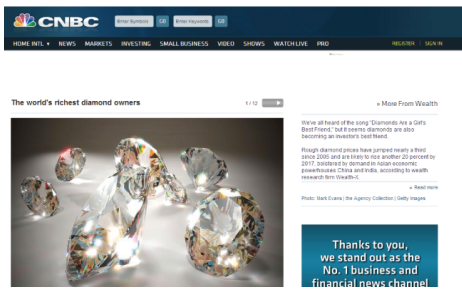 CNBC
Enter Symbols GO Enter Keywords GO
HOME INTL ▼ NEWS MARKETS INVESTING SMALL BUSINESS VIDEO SHOWS WATCH LIVE PRO REGISTER SIGN IN
The world's richest diamond owners
1 / 12
» More From Wealth
We've all heard of the song "Diamonds Are a Girl's
Best Friend," but it seems diamonds are also
becoming an investor's best friend.
Rough diamond prices have jumped nearly a third
since 2005 and are likely to rise another 20 percent by
2017, bolstered by demand in Asian economic
powerhouses China and India, according to wealth
research firm Wealth-X.
» Read more
Photo: Mark Evans | the Agency Collection | Getty Images
Thanks to you,
we stand out as the
No. 1 business and
financial news channel